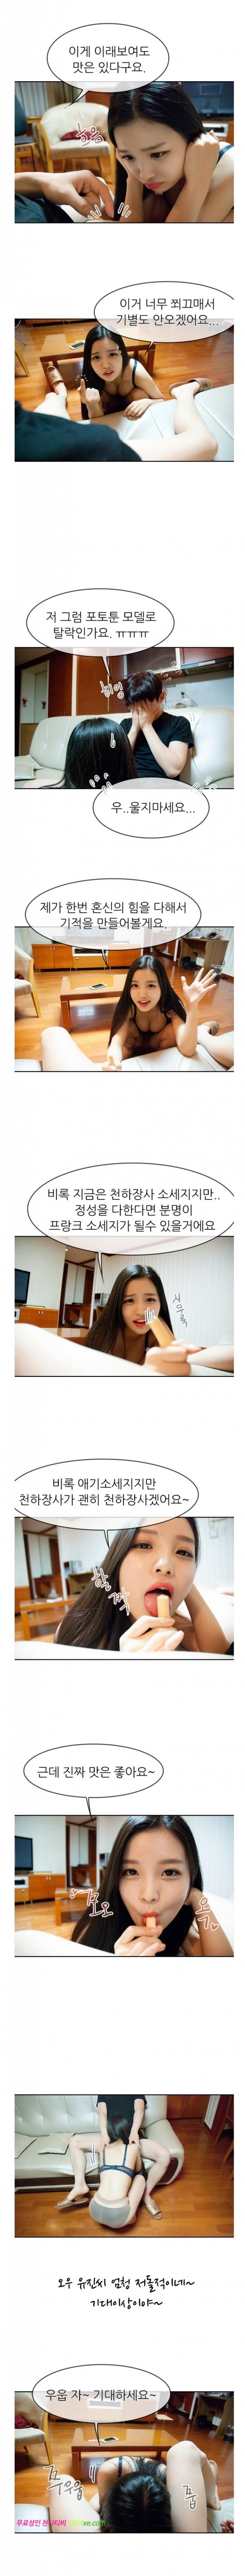 이게 이래보여도
맛은 있다구요.
이거 너무 쬐끄매서
기별도 안오겠어요...
저 그럼 포토툰 모델로
탈락인가요. ㅠㅠㅠ
우..울지마세요...
제가 한번 혼신의 힘을 다해서
기적을 만들어볼게요.
비록 지금은 천하장사 소세지지만..
정성을 다한다면 분명이
프랑크 소세지가 될수 있을거에요
비록 애기소세지지만
천하장사가 괜히 천하장사겠어요~
할
짝
근데 진짜 맛은 좋아요~
오우 유진씨 엄청 저돌적이네~
기대이상이야~
우웁 자~ 기대하세요~